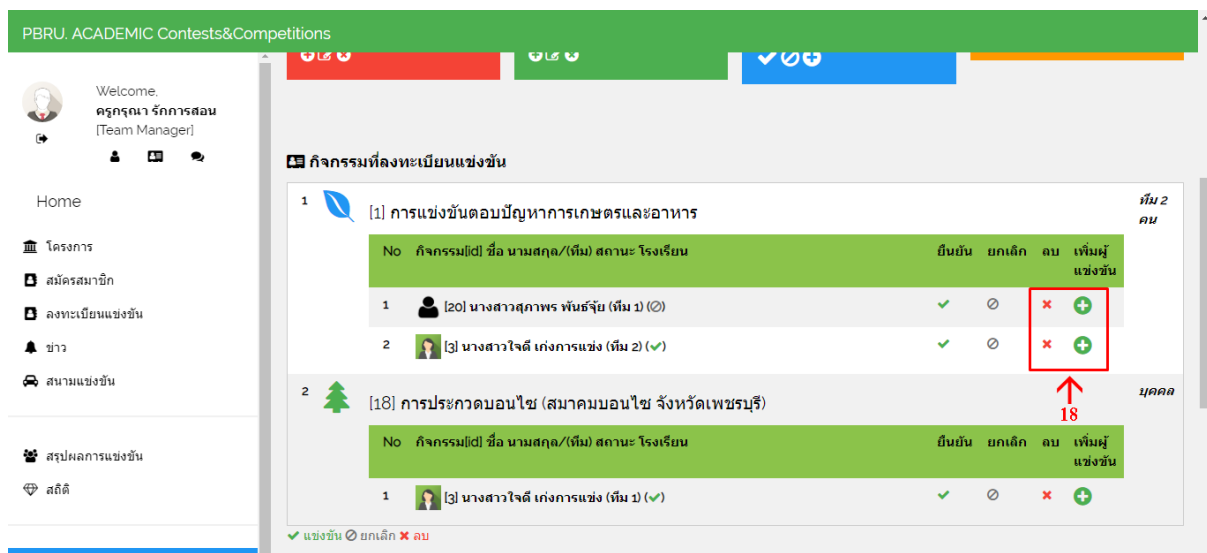 PBRU. ACADEMIC Contests&Competitions
Welcome,
ครูกรุณา รักการสอน
[Team Manager]
Home
โครงการ
สมัครสมาชิก
ลงทะเบียนแข่งขัน
ข่าว
สนามแข่งขัน
สรุปผลการแข่งขัน
สถิติ
กิจกรรมที่ลงทะเบียนแข่งขัน
1 [1] การแข่งขันตอบปัญหาการเกษตรและอาหาร ทีม 2
คน
No กิจกรรม[id] ชื่อ นามสกุล/(ทีม) สถานะ โรงเรียน ยืนยัน ยกเลิก ลบ เพิ่มผู้
แข่งขัน
1 [20] นางสาวสุภาพร พันธ์จุ้ย (ทีม 1) (⊘)
2 [3] นางสาวใจดี เก่งการแข่ง (ทีม 2) (✔)
2 [18] การประกวดบอนไซ (สมาคมบอนไซ จังหวัดเพชรบุรี) บุคคล
18
No กิจกรรม[id] ชื่อ นามสกุล/(ทีม) สถานะ โรงเรียน ยืนยัน ยกเลิก ลบ เพิ่มผู้
แข่งขัน
1 [3] นางสาวใจดี เก่งการแข่ง (ทีม 1) (✔)
✔ แข่งขัน ⊘ ยกเลิก ✖ ลบ